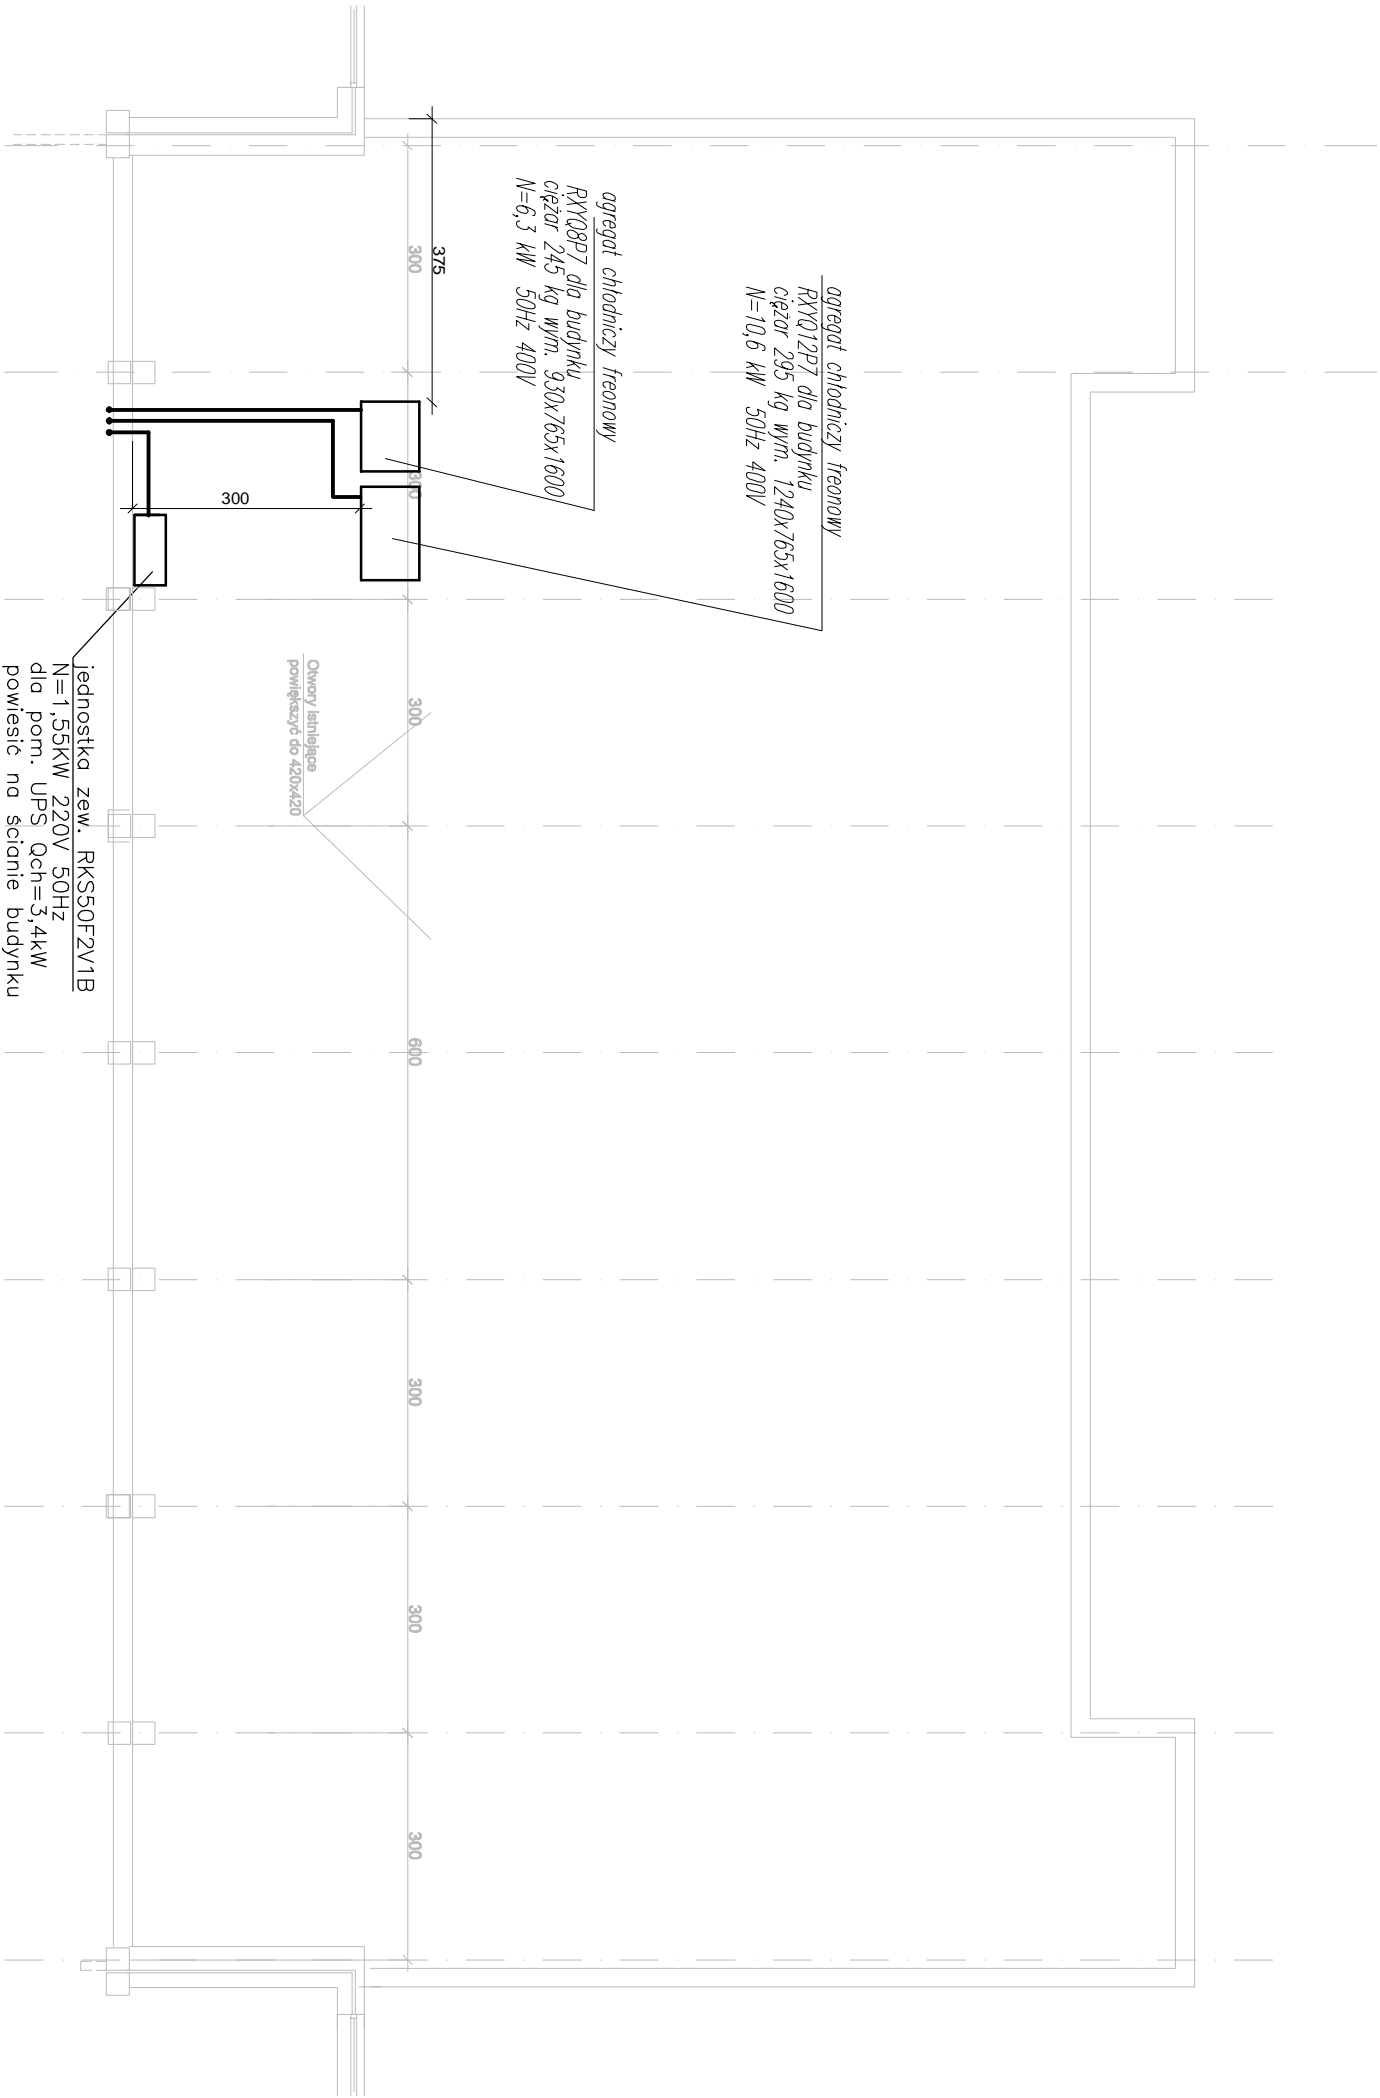 agregat chłodniczy freonowy
RXYQ12P7 dla budynku
ciężar 295 kg wym. 1240x765x1600
N=10,6 kW 50Hz 400V
agregat chłodniczy freonowy
RXYQ8P7 dla budynku
ciężar 245 kg wym. 930x765x1600
N=6,3 kW 50Hz 400V
375
300
300
300
300
600
300
300
300
Otwory istniejące
powiększyć do 420x420
jednostka zew. RKS50F2V1B
N=1,55KW 220V 50Hz
dla pom. UPS Qch=3,4kW
powiesić na ścianie budynku